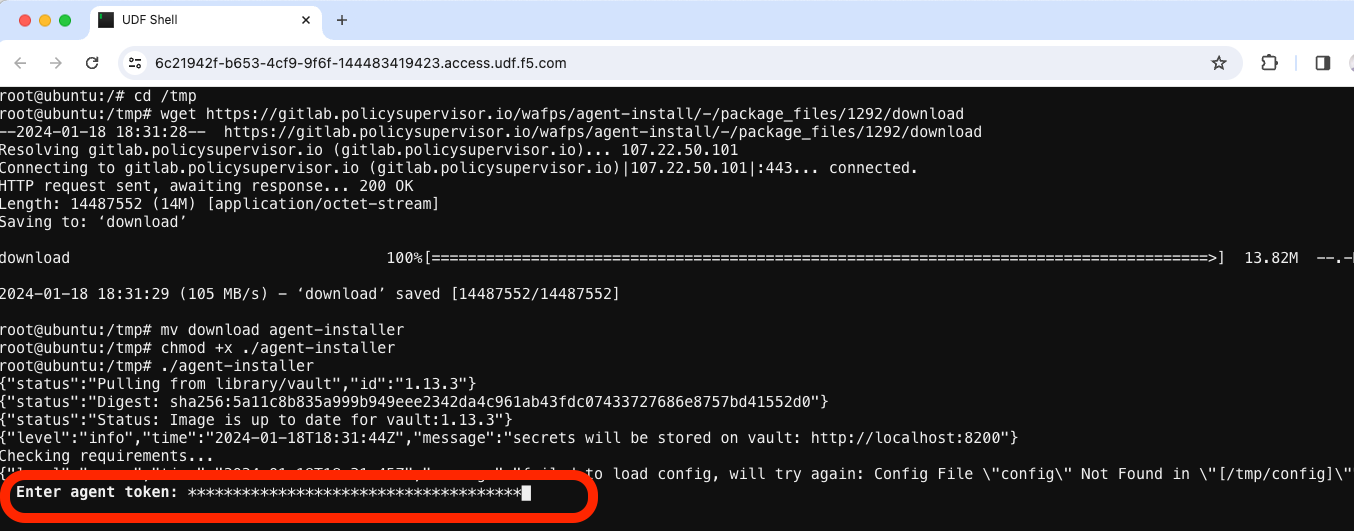 UDF Shell
6c21942f-b653-4cf9-9f6f-144483419423.access.udf.f5.com
root@ubuntu:/# cd /tmp
root@ubuntu:/tmp# wget https://gitlab.policysupervisor.io/wafps/agent-install/-/package_files/1292/download
--2024-01-18 18:31:28--  https://gitlab.policysupervisor.io/wafps/agent-install/-/package_files/1292/download
Resolving gitlab.policysupervisor.io (gitlab.policysupervisor.io)... 107.22.50.101
Connecting to gitlab.policysupervisor.io (gitlab.policysupervisor.io)|107.22.50.101|:443... connected.
HTTP request sent, awaiting response... 200 OK
Length: 14487552 (14M) [application/octet-stream]
Saving to: ‘download’
download 100%[======================================================================================>] 13.82M --.-
2024-01-18 18:31:29 (105 MB/s) - ‘download’ saved [14487552/14487552]
root@ubuntu:/tmp# mv download agent-installer
root@ubuntu:/tmp# chmod +x ./agent-installer
root@ubuntu:/tmp# ./agent-installer
{"status":"Pulling from library/vault","id":"1.13.3"}
{"status":"Digest: sha256:5a11c8b835a999b949eee2342da4c961ab43fdc07433727686e8757bd41552d0"}
{"status":"Status: Image is up to date for vault:1.13.3"}
{"level":"info","time":"2024-01-18T18:31:44Z","message":"secrets will be stored on vault: http://localhost:8200"}
Checking requirements...
to load config, will try again: Config File \"config\" Not Found in \"[/tmp/config]\"
Enter agent token: *************************************